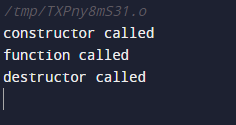 /tmp/TXPny8mS31.o
constructor called
function called
destructor called